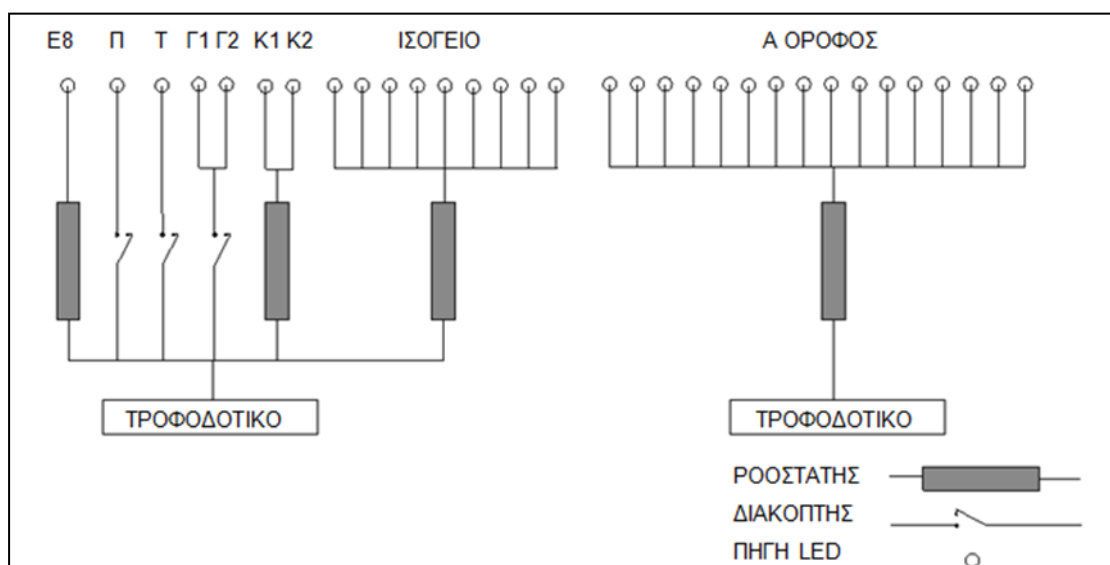 Ε8 Π Τ Γ1 Γ2 Κ1 Κ2 ΙΣΟΓΕΙΟ Α ΟΡΟΦΟΣ
ΤΡΟΦΟΔΟΤΙΚΟ ΤΡΟΦΟΔΟΤΙΚΟ
ΡΟΟΣΤΑΤΗΣ
ΔΙΑΚΟΠΤΗΣ
ΠΗΓΗ LED